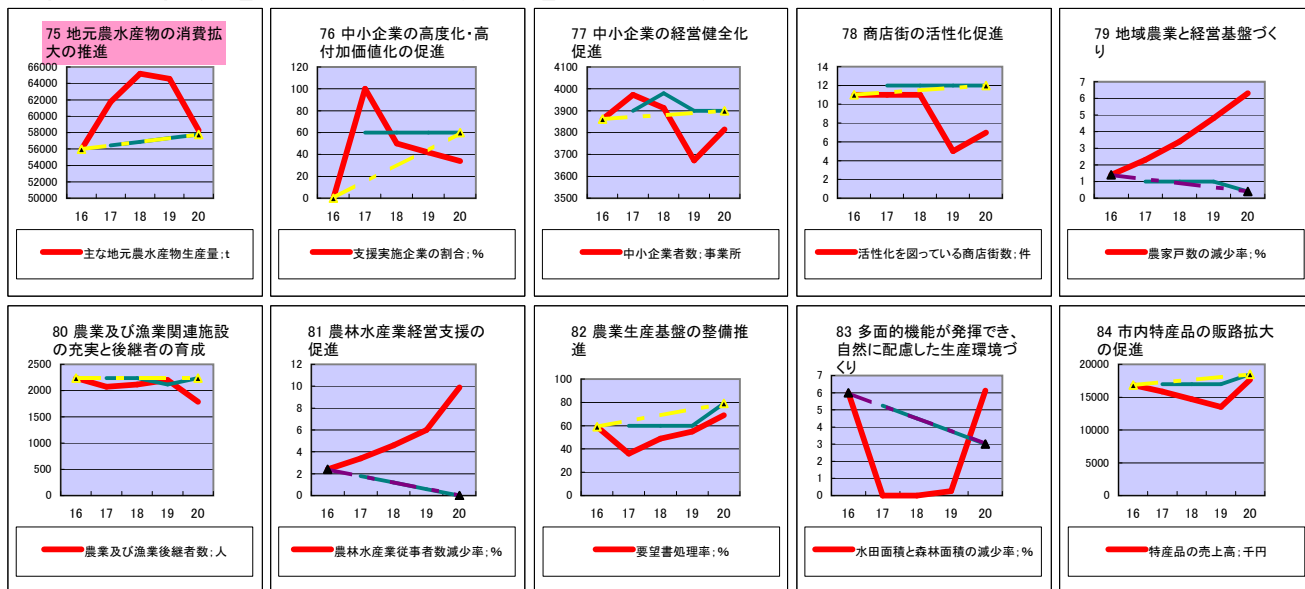 75 地元農水産物の消費拡
大の推進
66000
64000
62000
60000
58000
56000
54000
52000
50000
16 17 18 19 20
主な地元農水産物生産量;t
76 中小企業の高度化・高
付加価値化の促進
120
100
80
60
40
20
0
16 17 18 19 20
支援実施企業の割合;%
77 中小企業の経営健全化
促進
4100
4000
3900
3800
3700
3600
3500
16 17 18 19 20
中小企業者数;事業所
78 商店街の活性化促進
14
12
10
8
6
4
2
0
16 17 18 19 20
活性化を図っている商店街数;件
79 地域農業と経営基盤づく
り
7
6
5
4
3
2
1
0
16 17 18 19 20
農家戸数の減少率;%
80 農業及び漁業関連施設
の充実と後継者の育成
2500
2000
1500
1000
500
0
16 17 18 19 20
農業及び漁業後継者数;人
81 農林水産業経営支援の
促進
12
10
8
6
4
2
0
16 17 18 19 20
農林水産業従事者数減少率;%
82 農業生産基盤の整備推
進
100
80
60
40
20
0
16 17 18 19 20
要望書処理率;%
83 多面的機能が発揮でき、
自然に配慮した生産環境づ
くり
7
6
5
4
3
2
1
0
16 17 18 19 20
水田面積と森林面積の減少率;%
84 市内特産品の販路拡大
の促進
20000
15000
10000
5000
0
16 17 18 19 20
特産品の売上高;千円